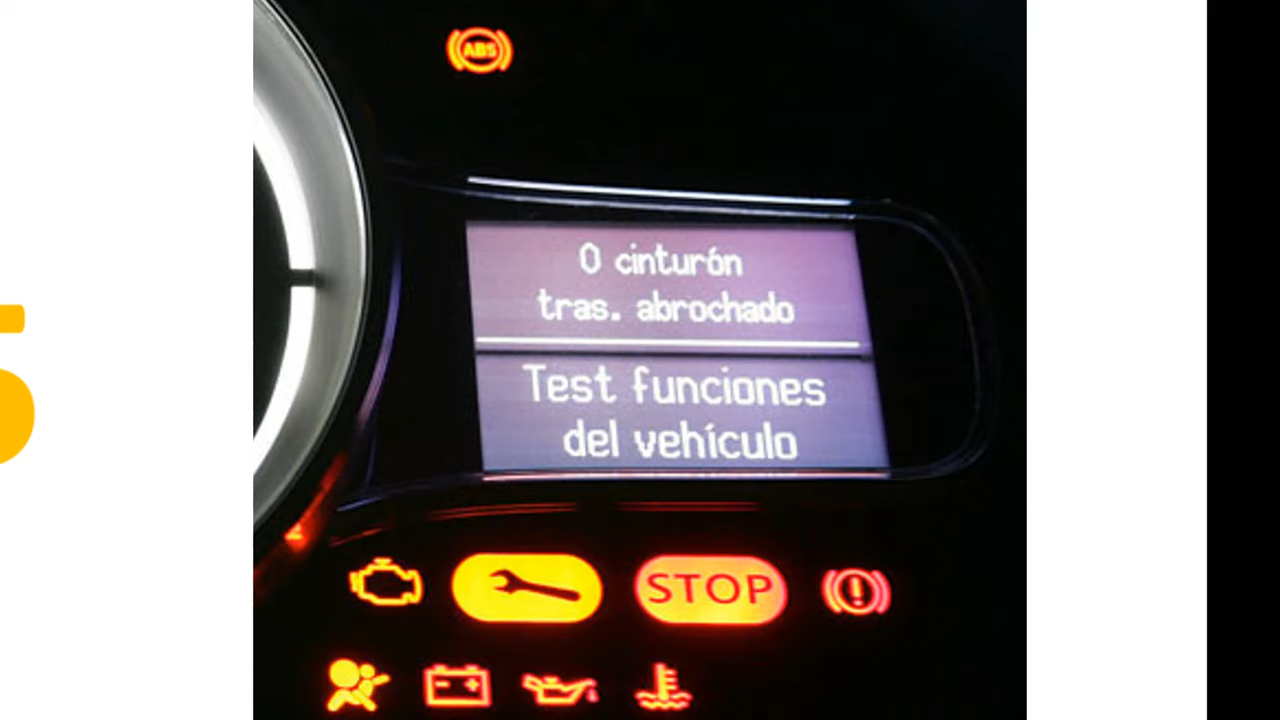 ABS
0 cinturón
tras. abrochado
Test funciones
del vehículo
STOP